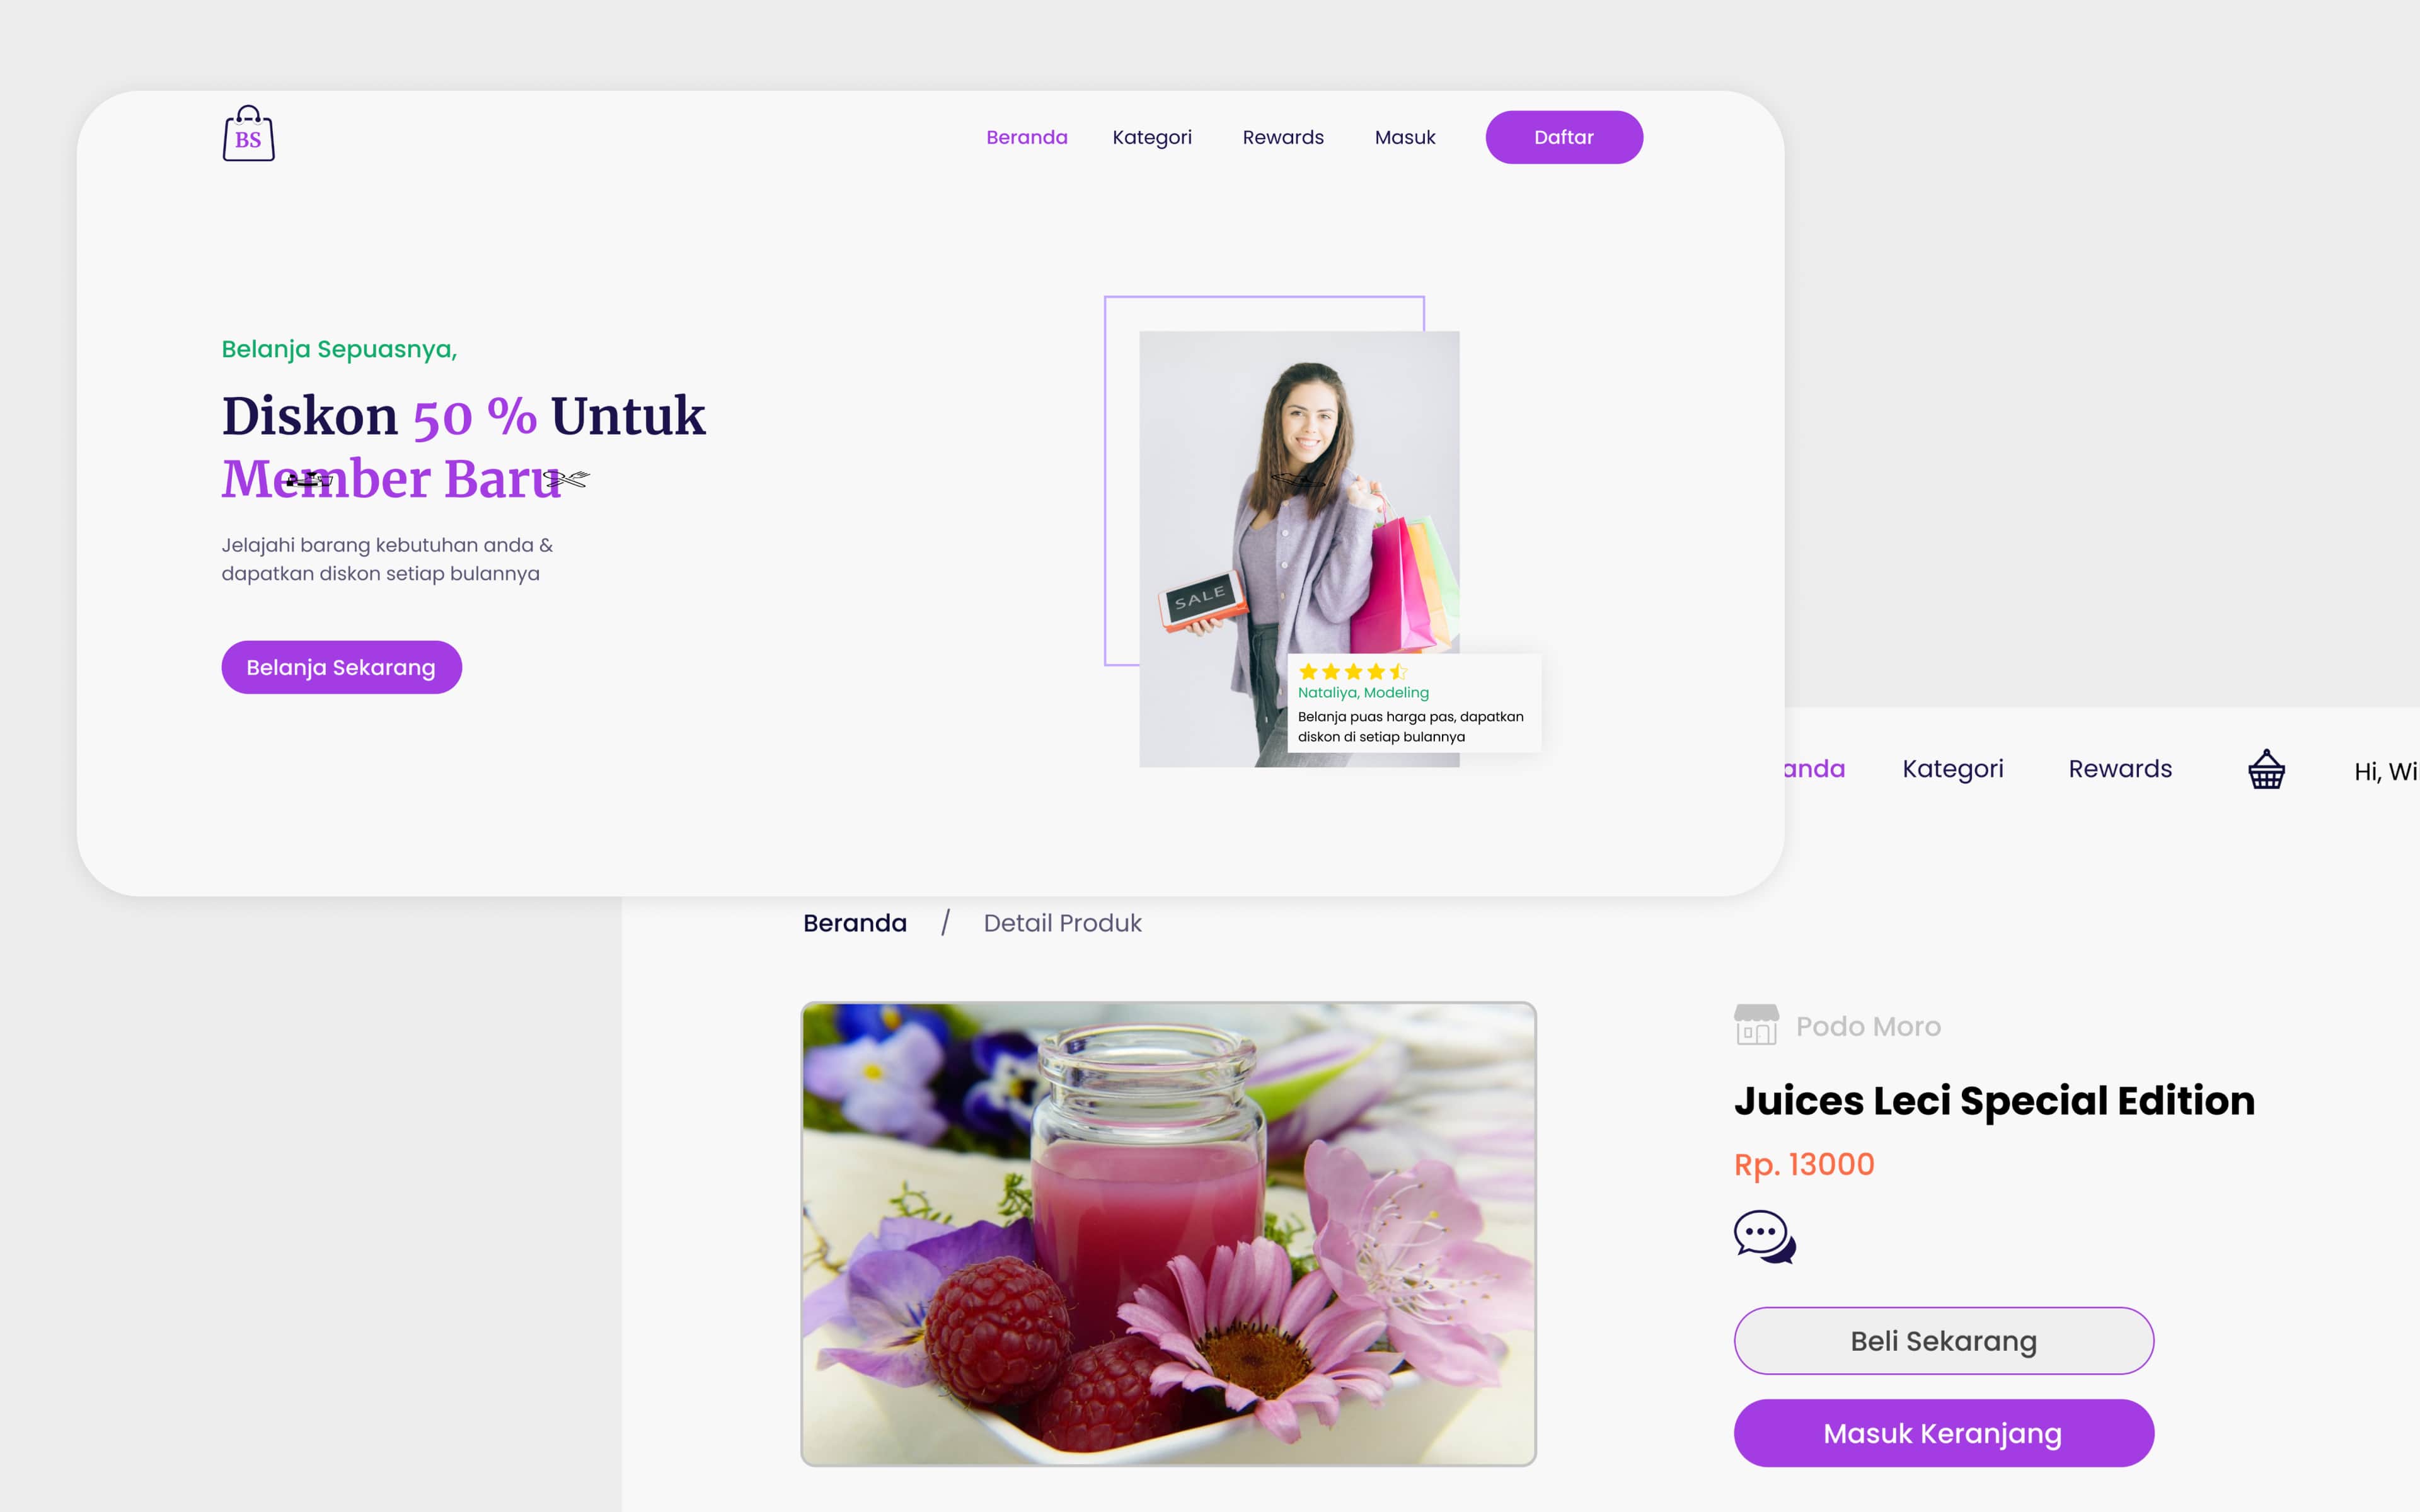 BS
Beranda Kategori Rewards Masuk Daftar
Belanja Sepuasnya,
Diskon 50 % Untuk
Member Baru
Jelajahi barang kebutuhan anda &
dapatkan diskon setiap bulannya
Belanja Sekarang
SALE
Nataliya, Modeling
Belanja puas harga pas, dapatkan
diskon di setiap bulannya
anda Kategori Rewards Hi, Wi
Beranda / Detail Produk
Podo Moro
Juices Leci Special Edition
Rp. 13000
Beli Sekarang
Masuk Keranjang